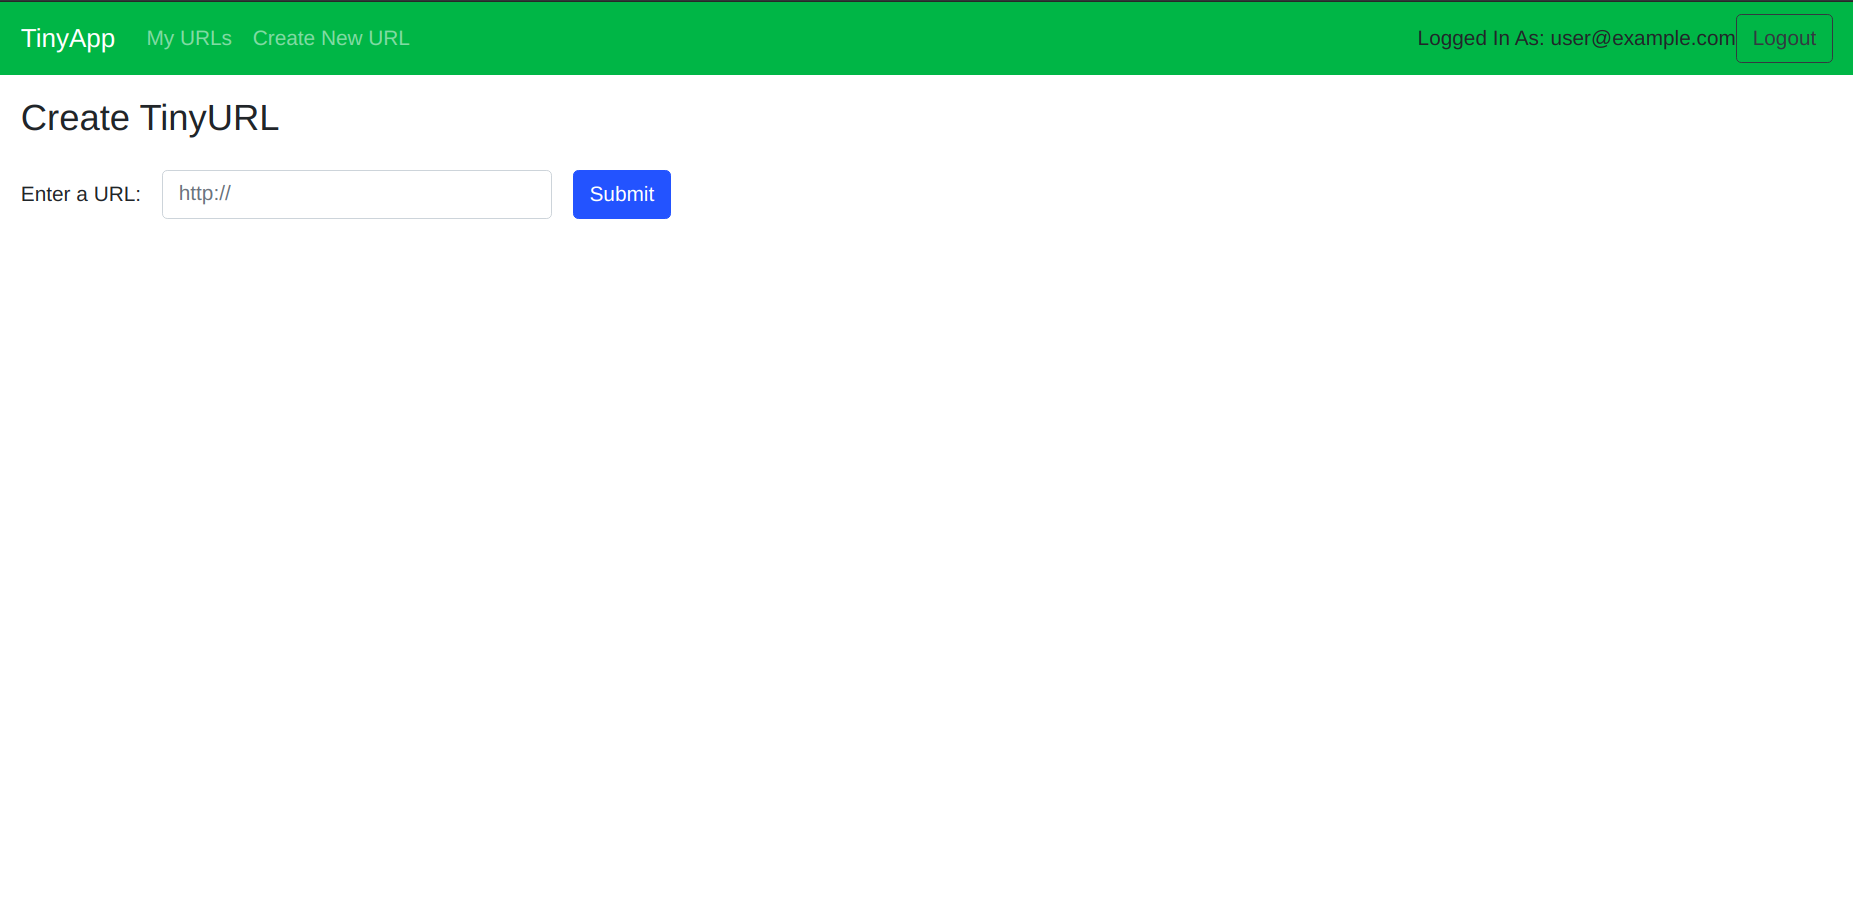 TinyApp My URLs Create New URL Logged In As: user@example.com Logout
Create TinyURL
Enter a URL: http:// Submit